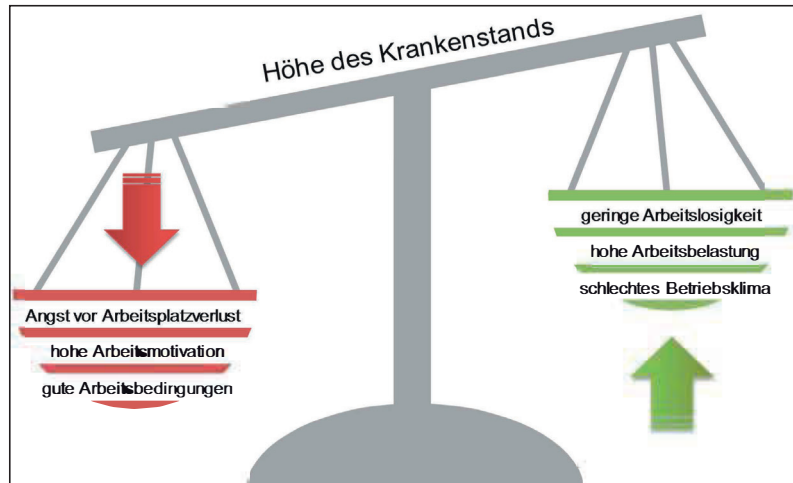 Höhe des Krankenstands
geringe Arbeitslosigkeit
hohe Arbeitsbelastung
schlechtes Betriebsklima
Angst vor Arbeitsplatzverlust
hohe Arbeitsmotivation
gute Arbeitsbedingungen